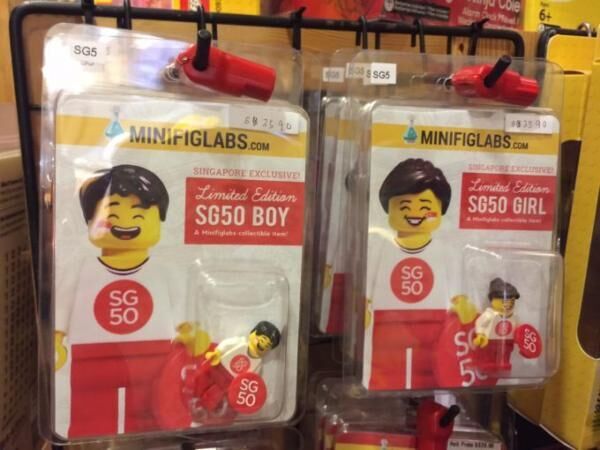 SG5
S$ 25.90
MINIFIGLABS.COM
SINGAPORE EXCLUSIVE!
Limited Edition
SG50 BOY
A Minifiglabs collectible item!
SG
50
SG
50
SG5
S$ 25.90
MINIFIGLABS.COM
SINGAPORE EXCLUSIVE!
Limited Edition
SG50 GIRL
A Minifiglabs collectible item!
SG
50
6+
Cole